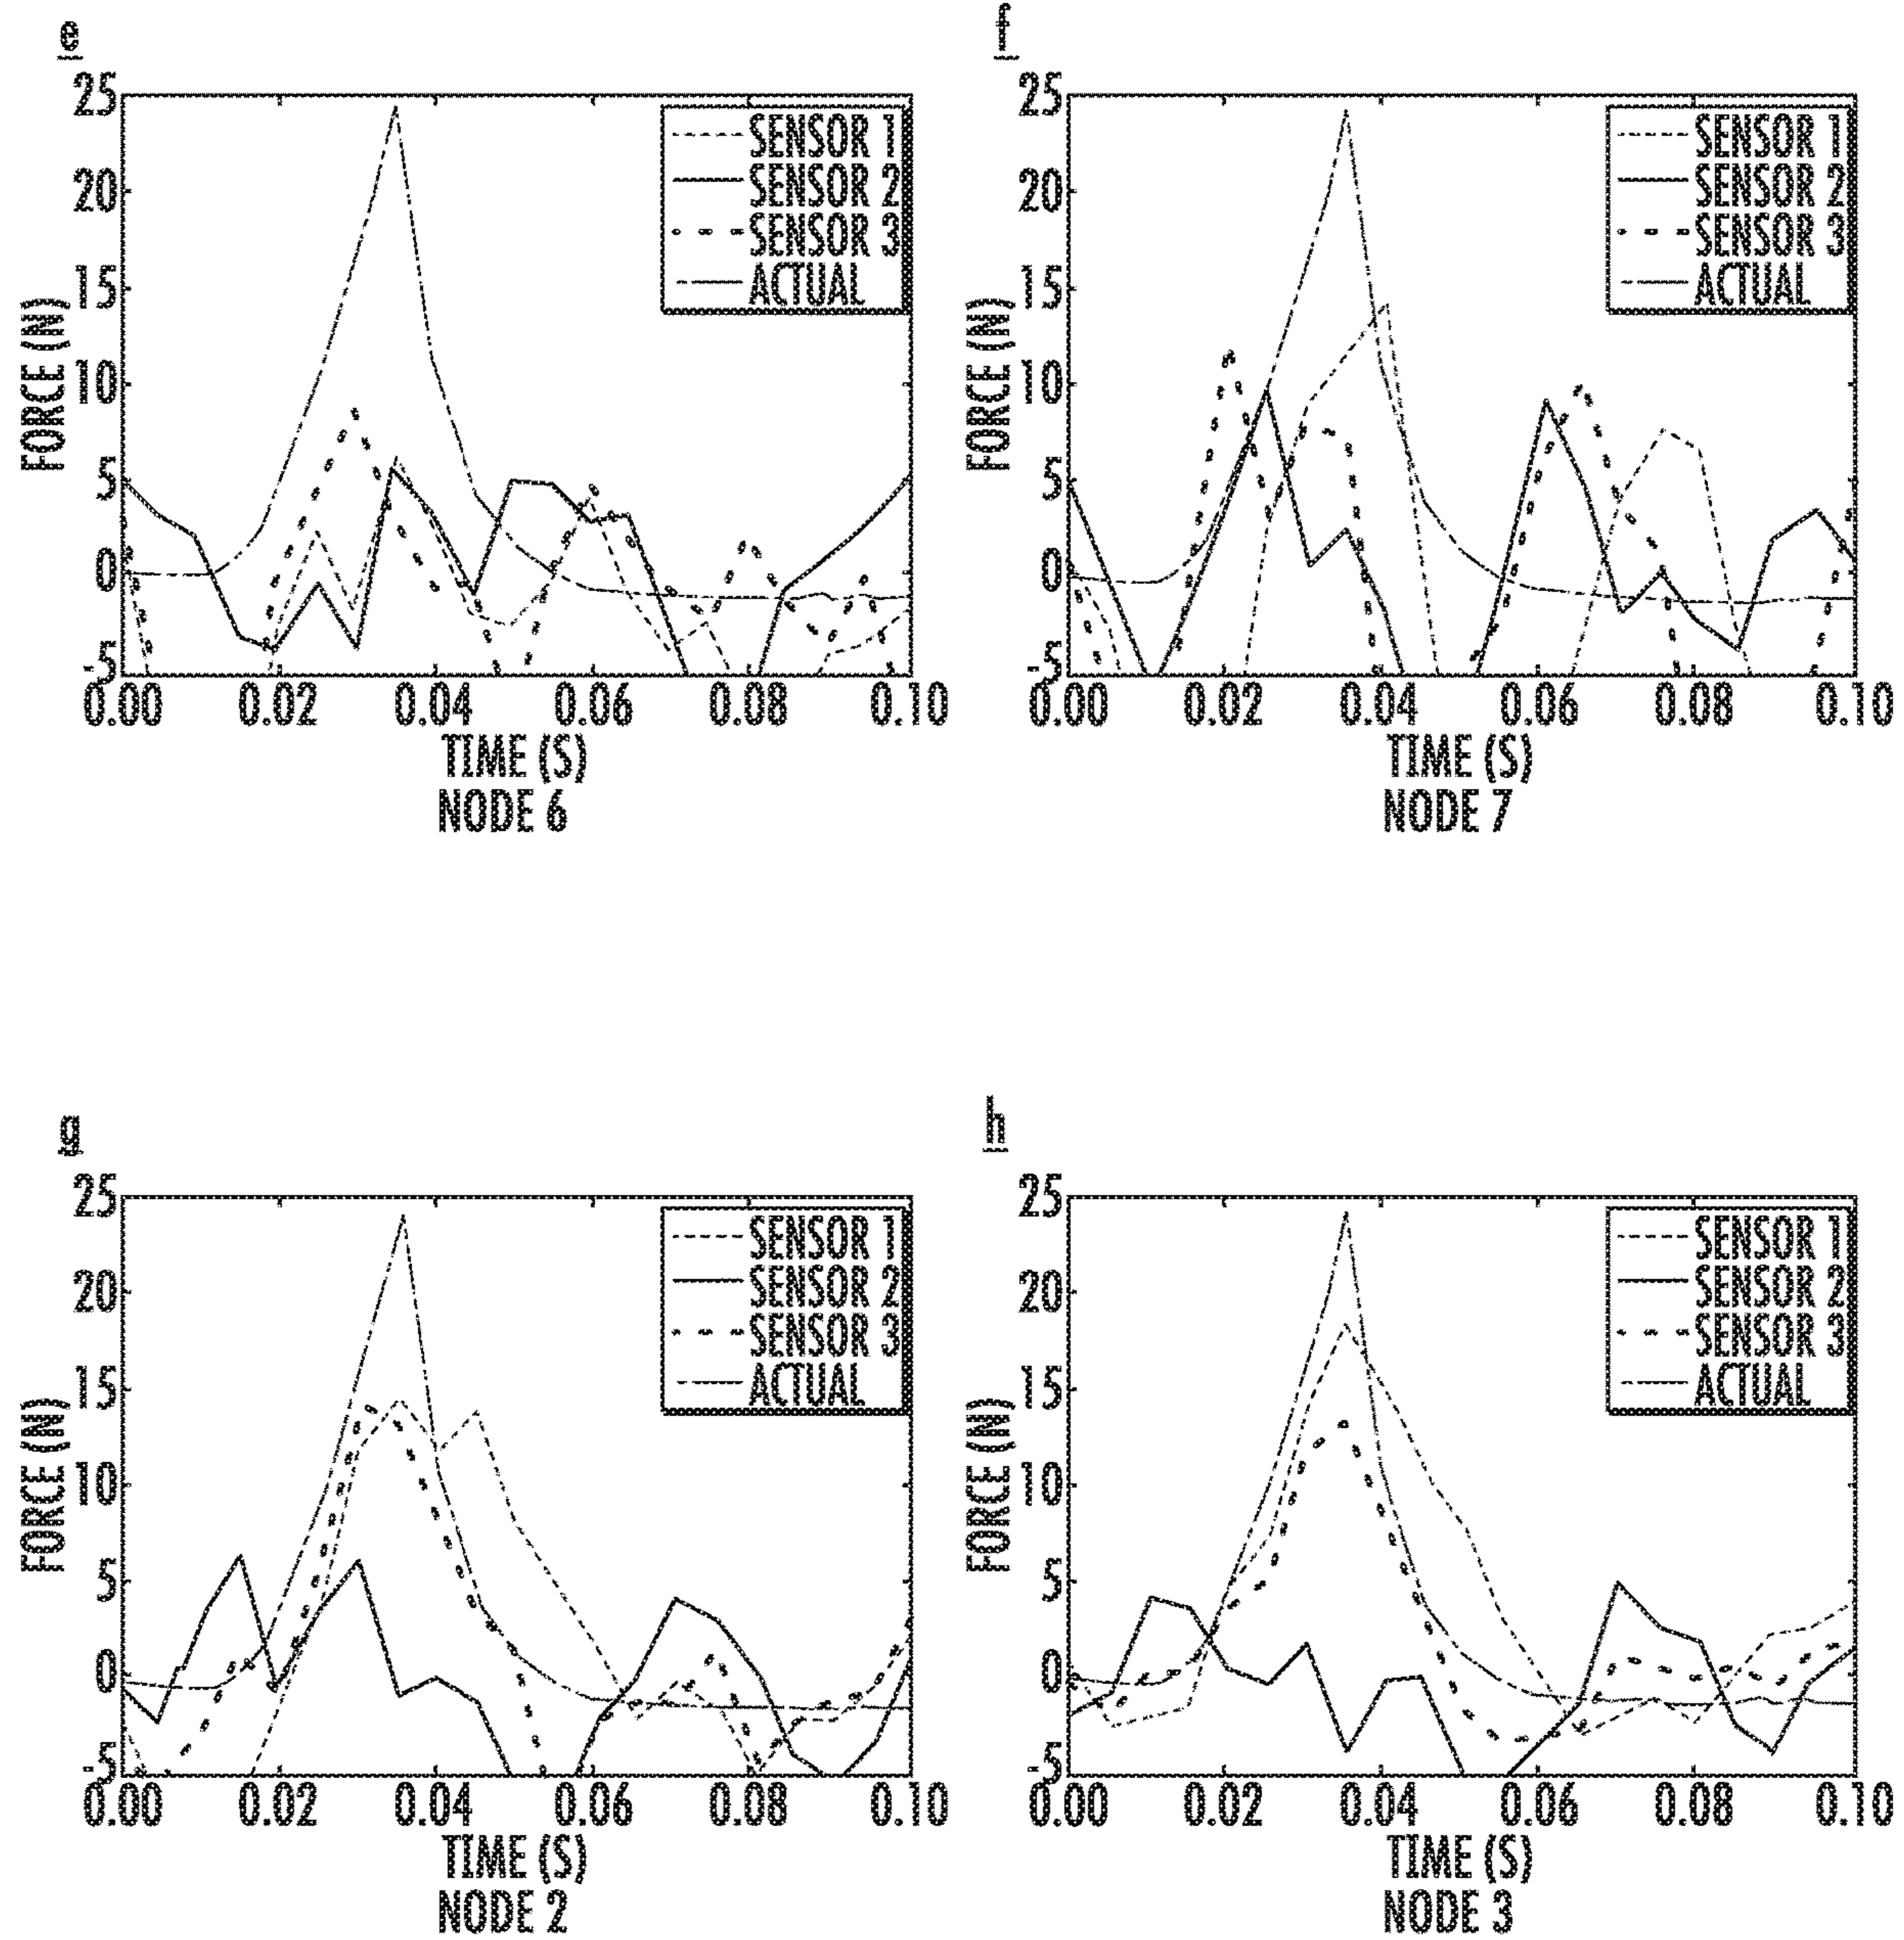 e
25
20
15
10
5
0
-5
FORCE (N)
SENSOR 1
SENSOR 2
SENSOR 3
ACTUAL
0.00 0.02 0.04 0.06 0.08 0.10
TIME (S)
NODE 6
f
25
20
15
10
5
0
-5
FORCE (N)
SENSOR 1
SENSOR 2
SENSOR 3
ACTUAL
0.00 0.02 0.04 0.06 0.08 0.10
TIME (S)
NODE 7
g
25
20
15
10
5
0
-5
FORCE (N)
SENSOR 1
SENSOR 2
SENSOR 3
ACTUAL
0.00 0.02 0.04 0.06 0.08 0.10
TIME (S)
NODE 2
h
25
20
15
10
5
0
-5
FORCE (N)
SENSOR 1
SENSOR 2
SENSOR 3
ACTUAL
0.00 0.02 0.04 0.06 0.08 0.10
TIME (S)
NODE 3